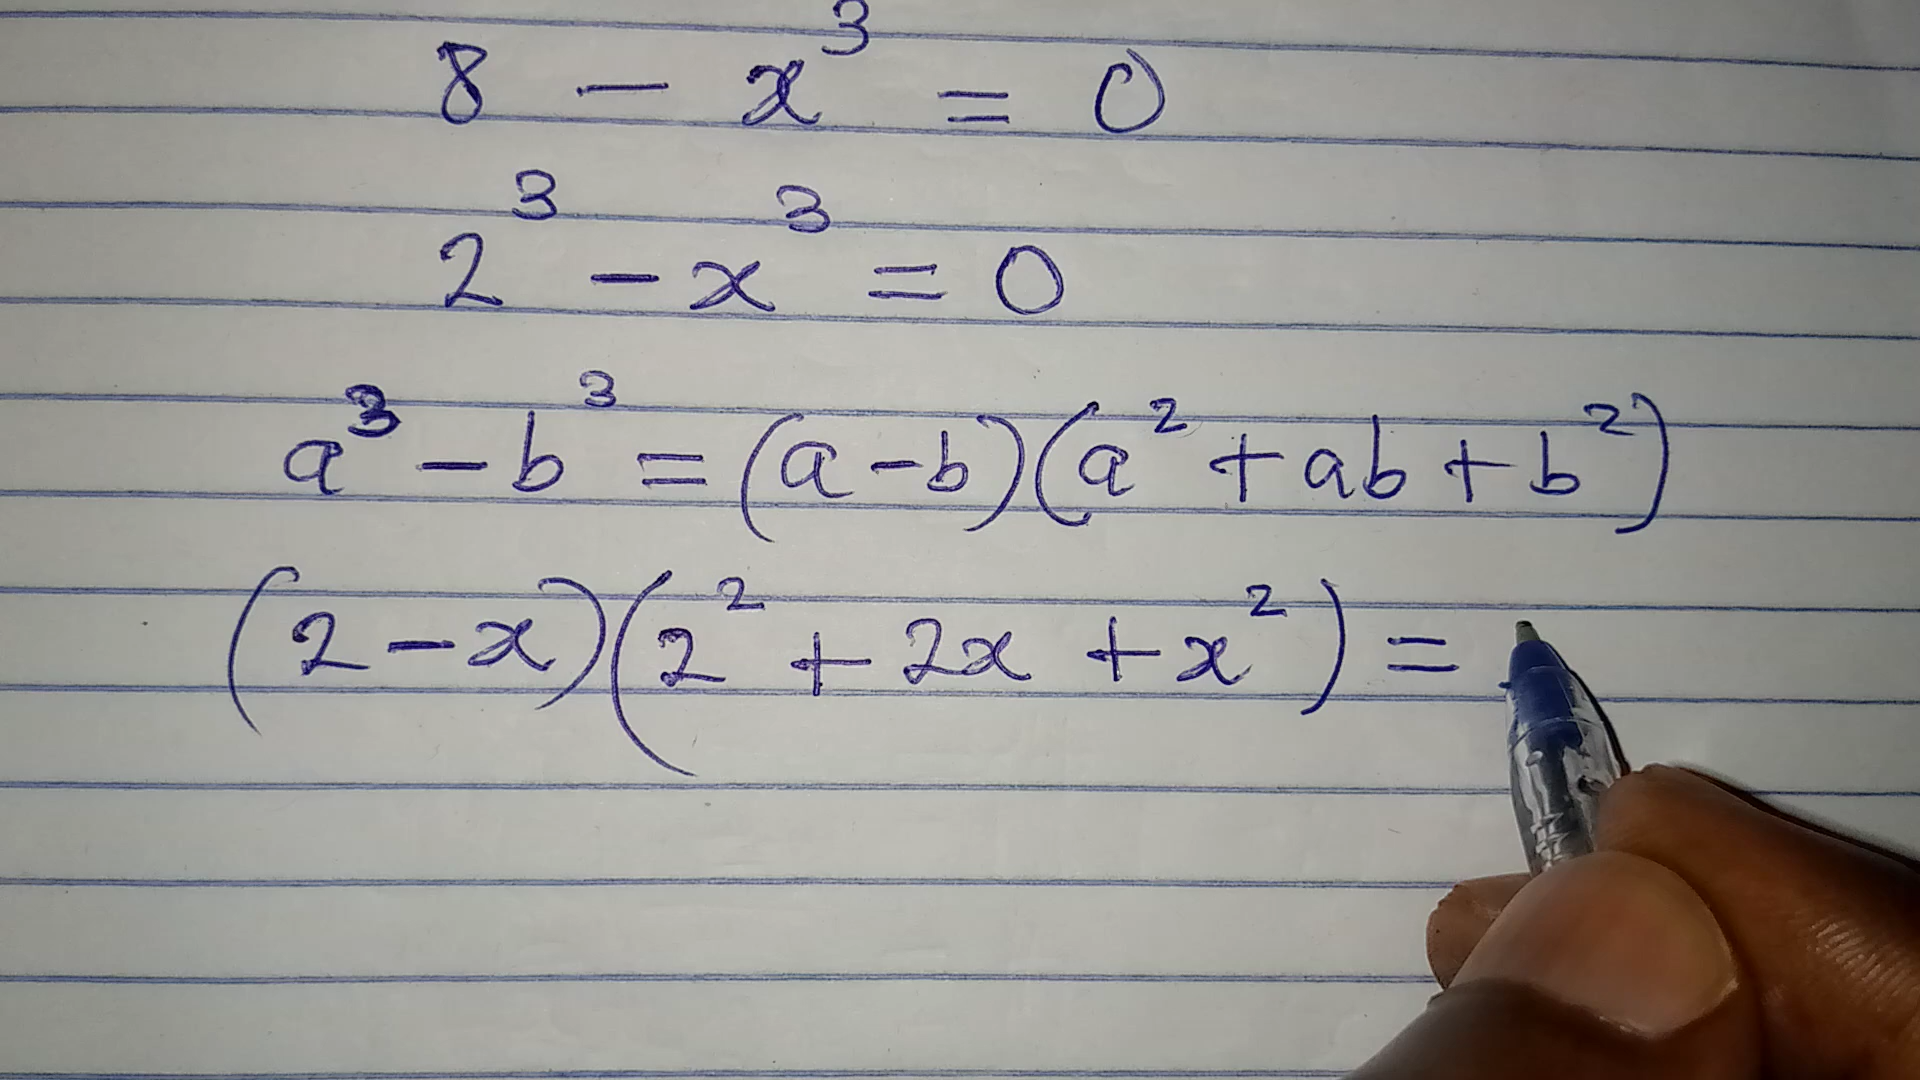 8 - x³ = 0
2³ - x³ = 0
a³ - b³ = (a - b)(a² + ab + b²)
(2 - x)(2² + 2x + x²) =